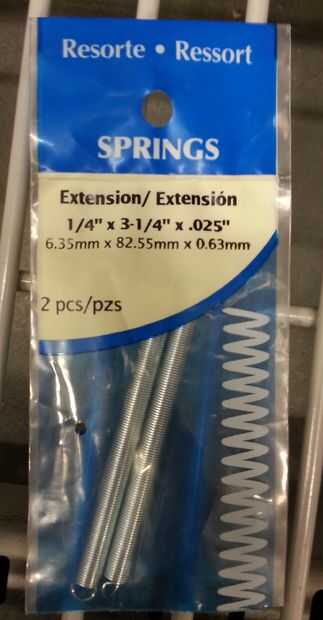 Resorte • Ressort
SPRINGS
Extension/ Extensión
1/4" x 3-1/4" x .025"
6.35mm x 82.55mm x 0.63mm
2 pcs/pzs